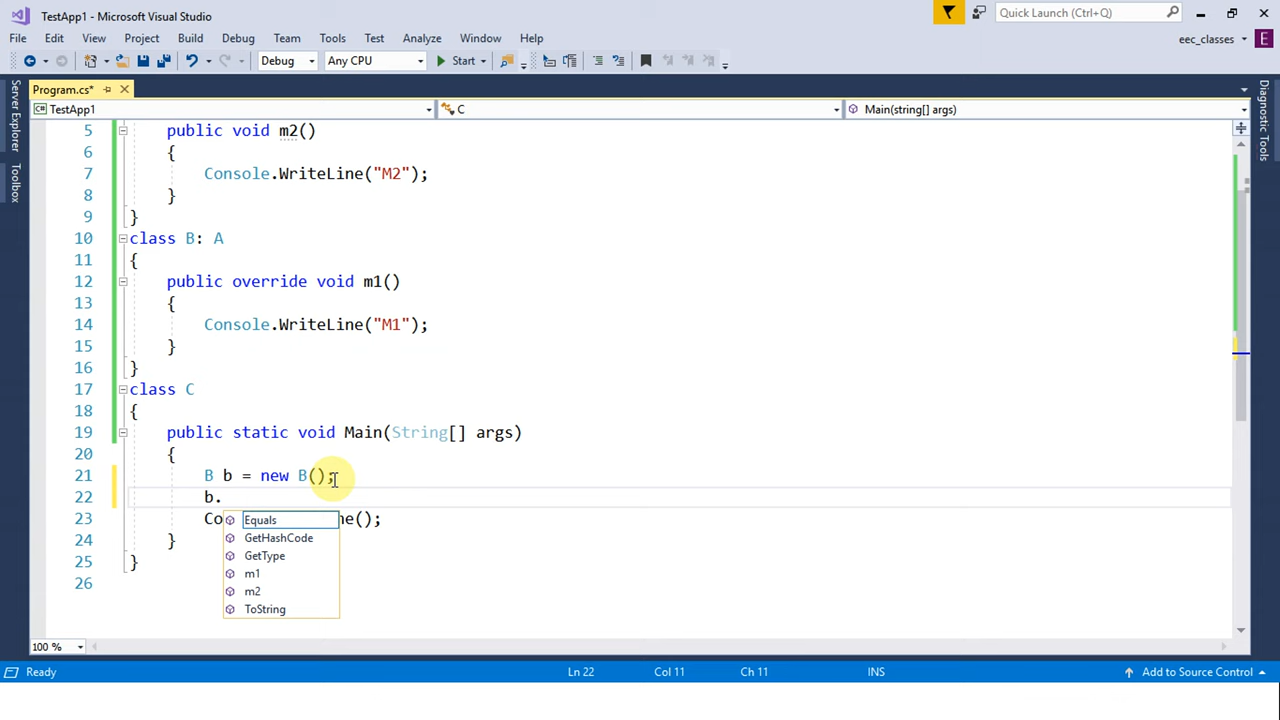 TestApp1 - Microsoft Visual Studio
Quick Launch (Ctrl+Q)
File Edit View Project Build Debug Team Tools Test Analyze Window Help
eec_classes E
Debug Any CPU Start
Server Explorer
Toolbox
Diagnostic Tools
Program.cs*
C# TestApp1 C Main(string[] args)
5 public void m2()
6 {
7 Console.WriteLine("M2");
8 }
9 }
10 class B: A
11 {
12 public override void m1()
13 {
14 Console.WriteLine("M1");
15 }
16 }
17 class C
18 {
19 public static void Main(String[] args)
20 {
21 B b = new B();
22 b.
23 Co ne();
24 }
25 }
26
Equals
GetHashCode
GetType
m1
m2
ToString
100 %
Ready Ln 22 Col 11 Ch 11 INS Add to Source Control